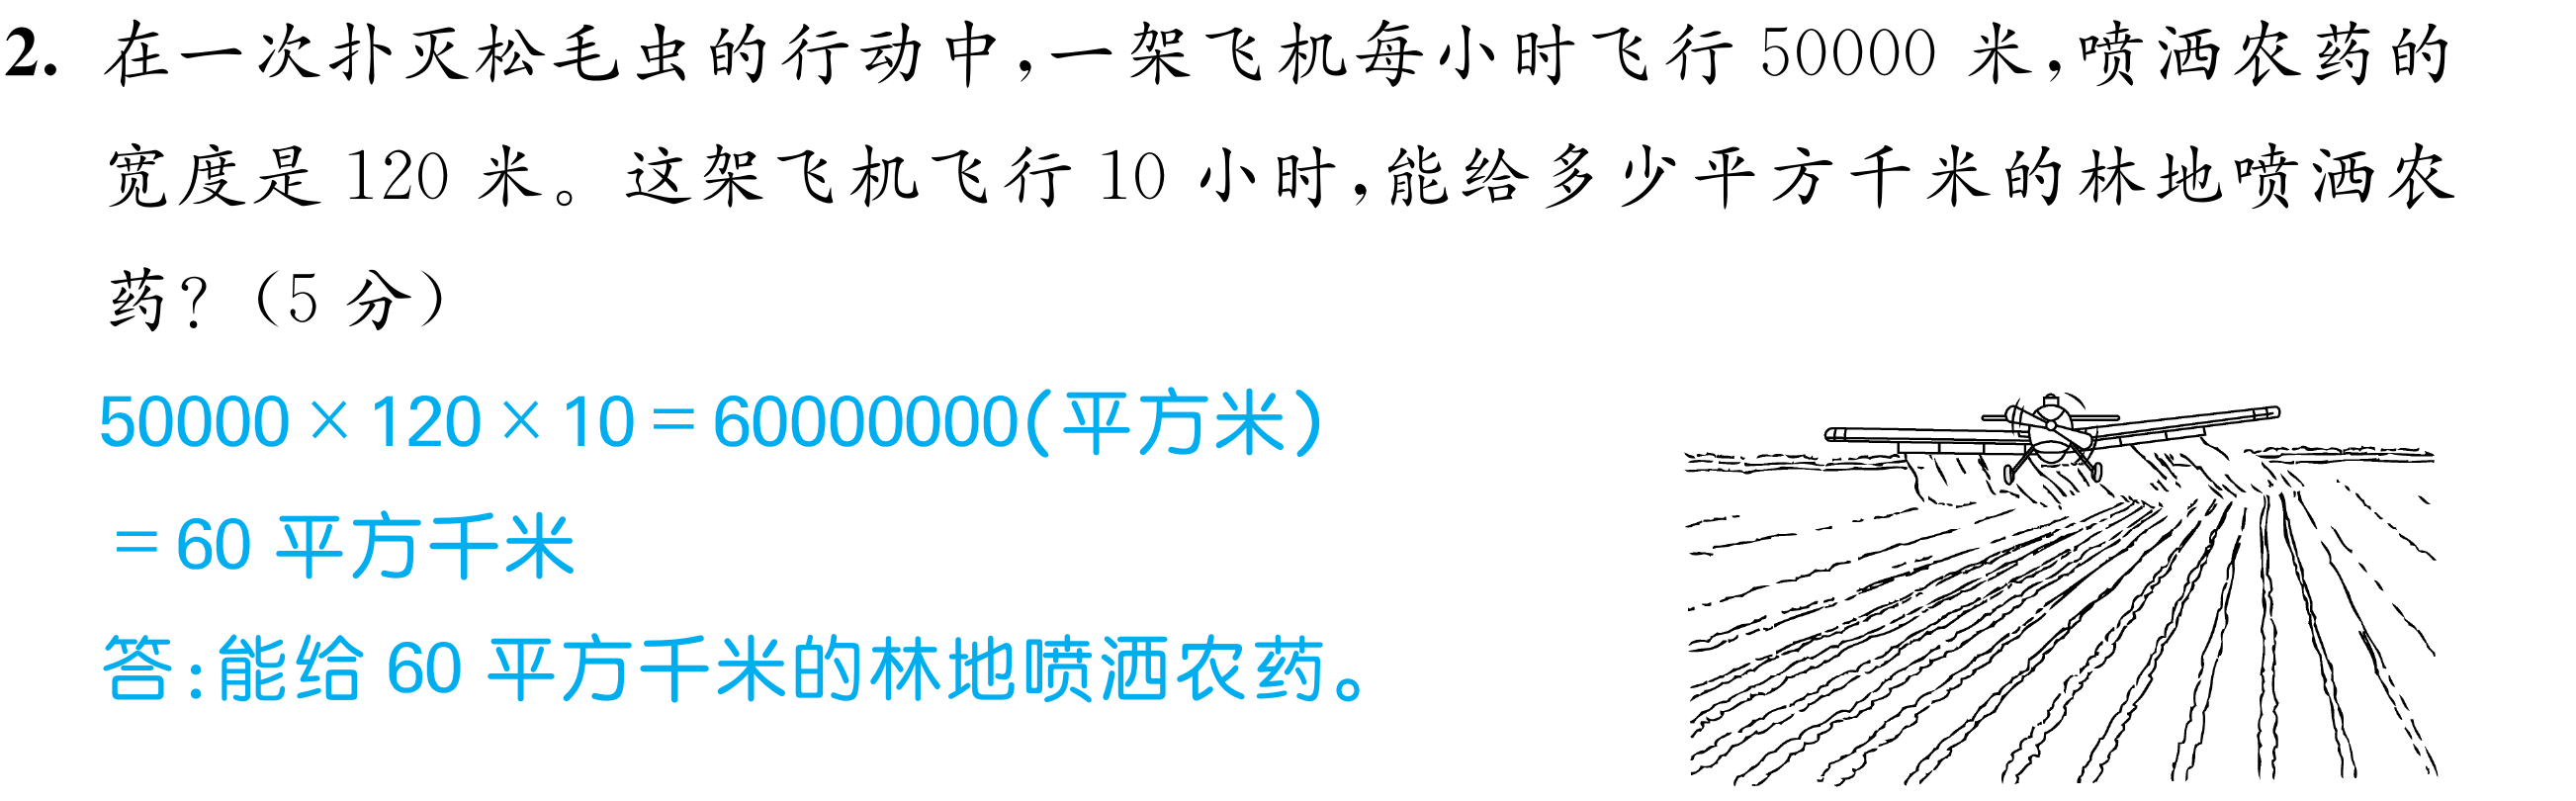 2. 在一次扑灭松毛虫的行动中,一架飞机每小时飞行 50000 米,喷洒农药的
宽度是 120 米。这架飞机飞行 10 小时,能给多少平方千米的林地喷洒农
药?(5 分)
50000×120×10=60000000(平方米)
=60 平方千米
答:能给 60 平方千米的林地喷洒农药。